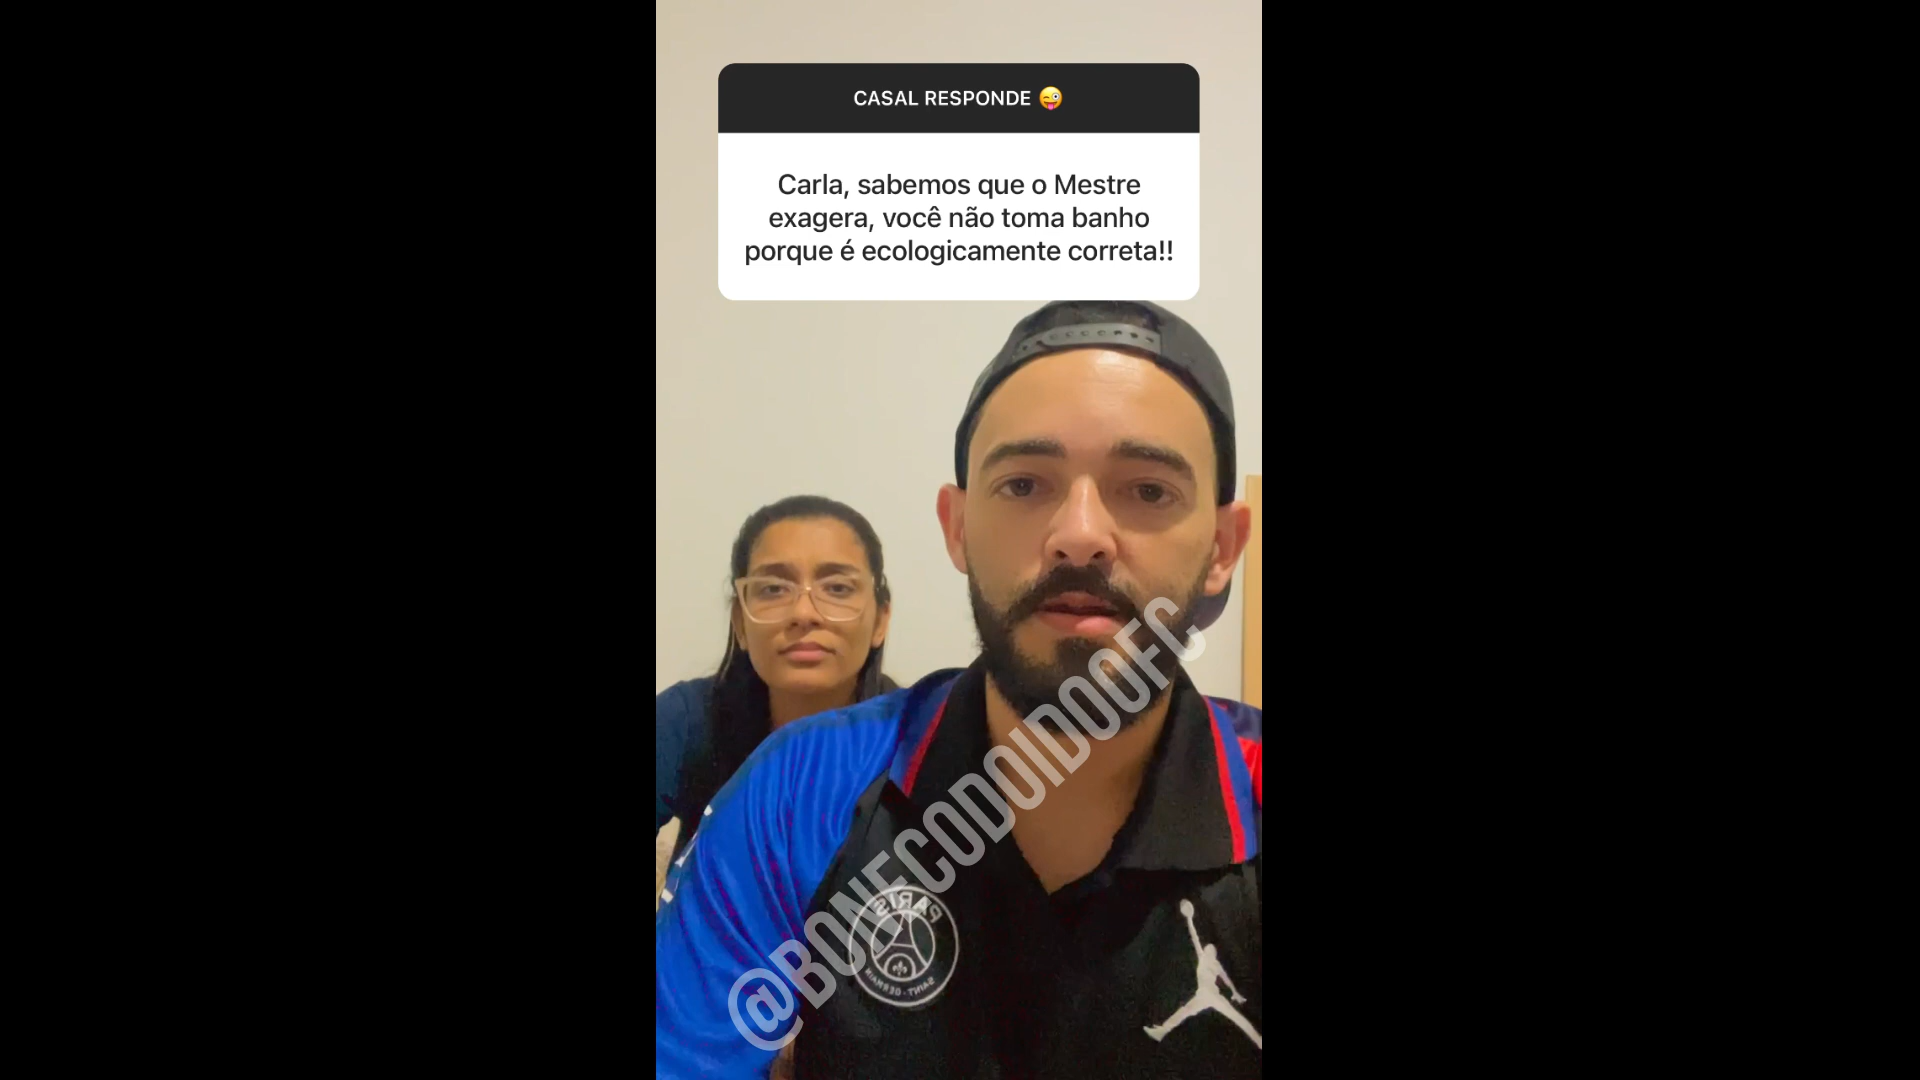 CASAL RESPONDE 😜
Carla, sabemos que o Mestre
exagera, você não toma banho
porque é ecologicamente correta!!
@BONECODOIDOOFC
PARIS
SAINT-GERMAIN